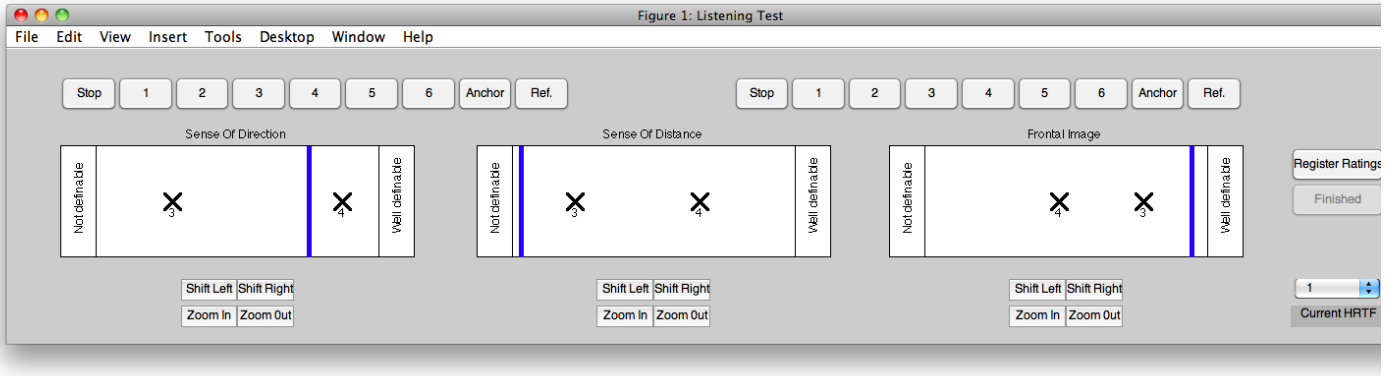 Figure 1: Listening Test
File Edit View Insert Tools Desktop Window Help
Stop 1 2 3 4 5 6 Anchor Ref. Stop 1 2 3 4 5 6 Anchor Ref.
Sense Of Direction Sense Of Distance Frontal Image
Not definable 3 4 Well definable Not definable 3 4 Well definable Not definable 4 3 Well definable
Register Ratings
Finished
Shift Left Shift Right Shift Left Shift Right Shift Left Shift Right 1
Zoom In Zoom Out Zoom In Zoom Out Zoom In Zoom Out Current HRTF